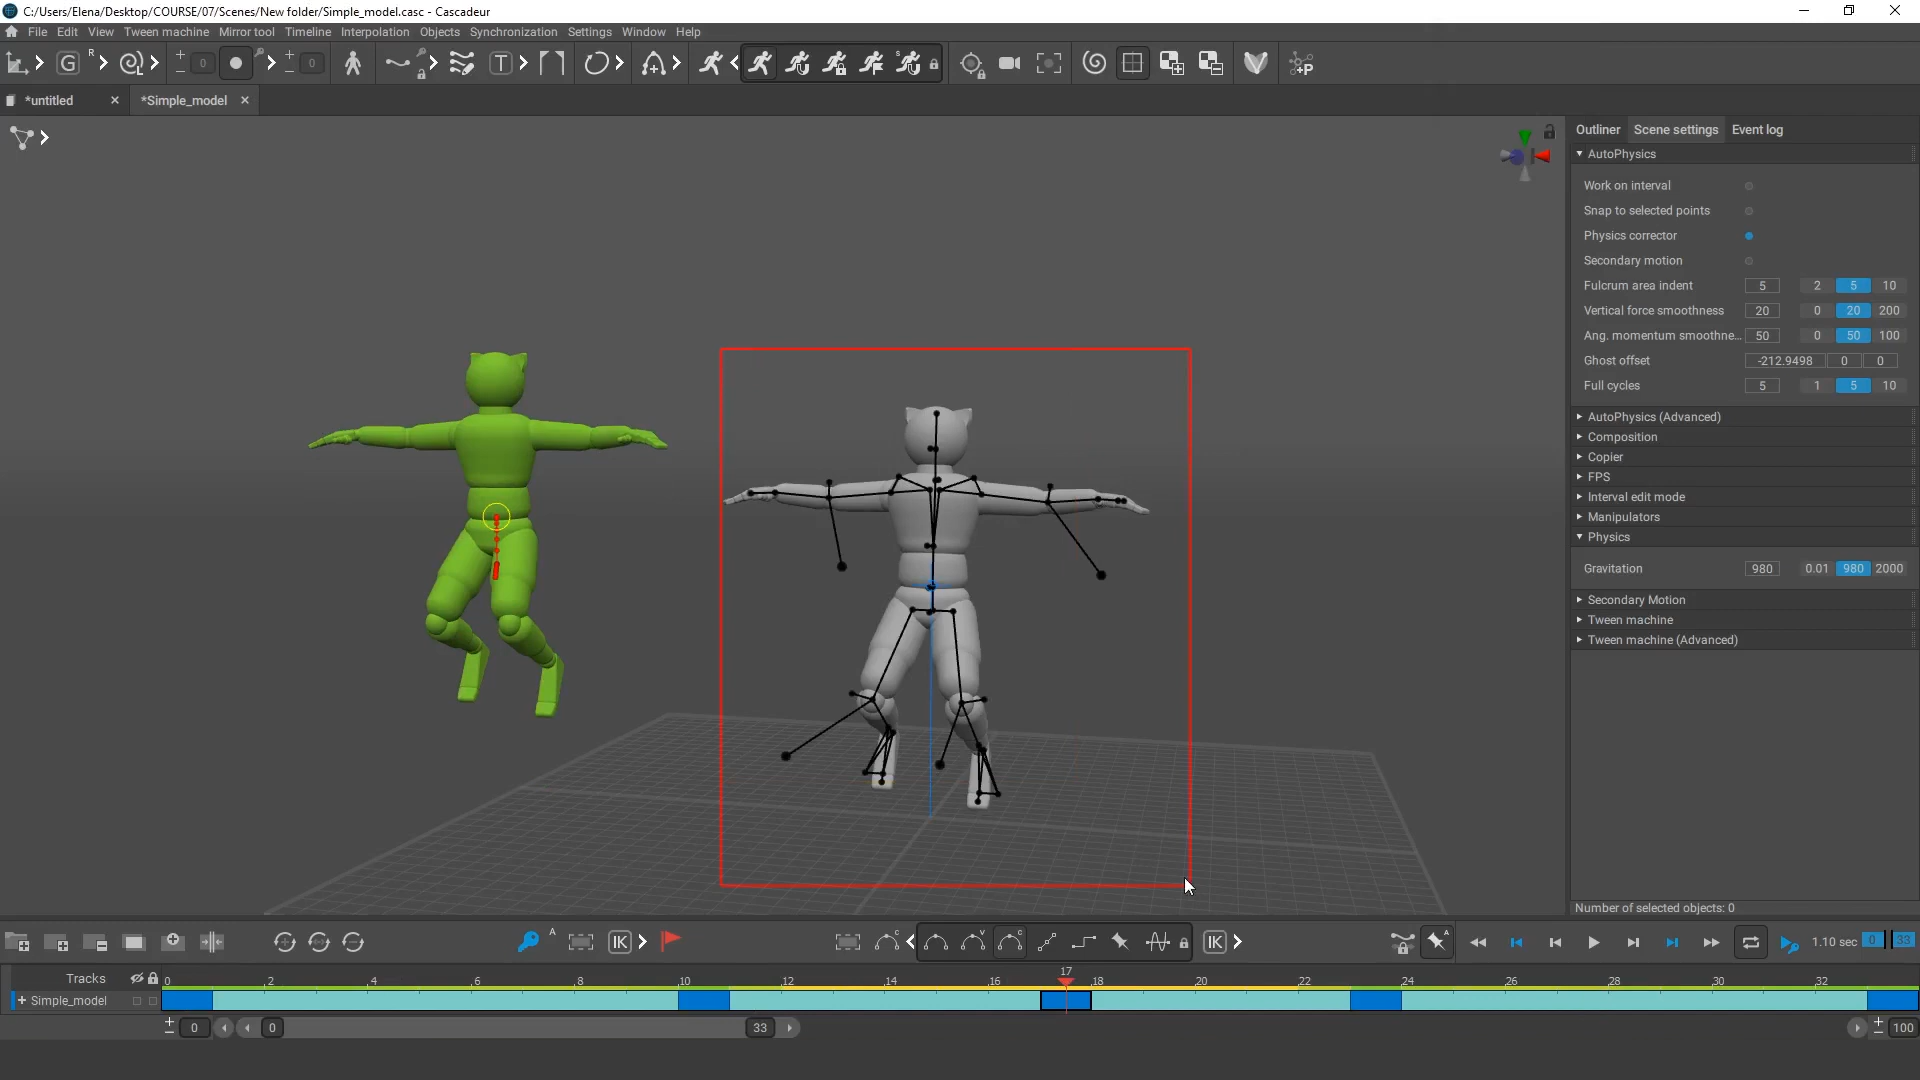 C:/Users/Elena/Desktop/COURSE/07/Scenes/New folder/Simple_model.casc - Cascadeur
File Edit View Tween machine Mirror tool Timeline Interpolation Objects Synchronization Settings Window Help
G R 0 0 T S P
*untitled *Simple_model
Outliner Scene settings Event log
AutoPhysics
Work on interval
Snap to selected points
Physics corrector
Secondary motion
Fulcrum area indent 5 2 5 10
Vertical force smoothness 20 0 20 200
Ang. momentum smoothne... 50 0 50 100
Ghost offset -212.9498 0 0
Full cycles 5 1 5 10
AutoPhysics (Advanced)
Composition
Copier
FPS
Interval edit mode
Manipulators
Physics
Gravitation 980 0.01 980 2000
Secondary Motion
Tween machine
Tween machine (Advanced)
Number of selected objects: 0
A IK C V C IK A 1.10 sec 0 33
Tracks 0 2 4 6 8 10 12 14 16 17 18 20 22 24 26 28 30 32
+ Simple_model
0 0 33 100